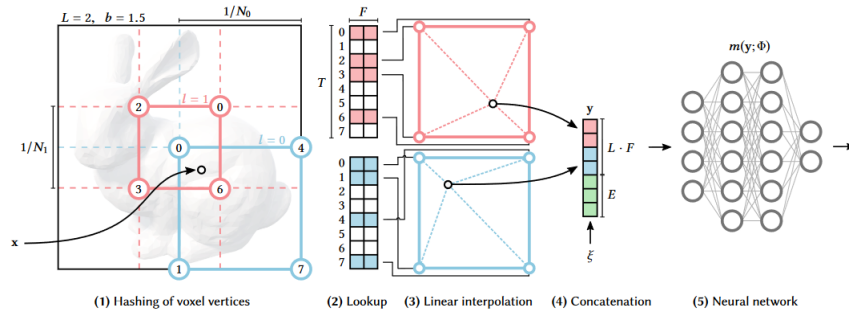 L = 2, b = 1.5
1/N₀
l = 1
2
0
l = 0
0
4
1/N₁
3
6
x
1
7
(1) Hashing of voxel vertices
F
T
0
1
2
3
4
5
6
7
0
1
2
3
4
5
6
7
(2) Lookup
(3) Linear interpolation
y
L · F
E
ξ
(4) Concatenation
m(y; Φ)
(5) Neural network